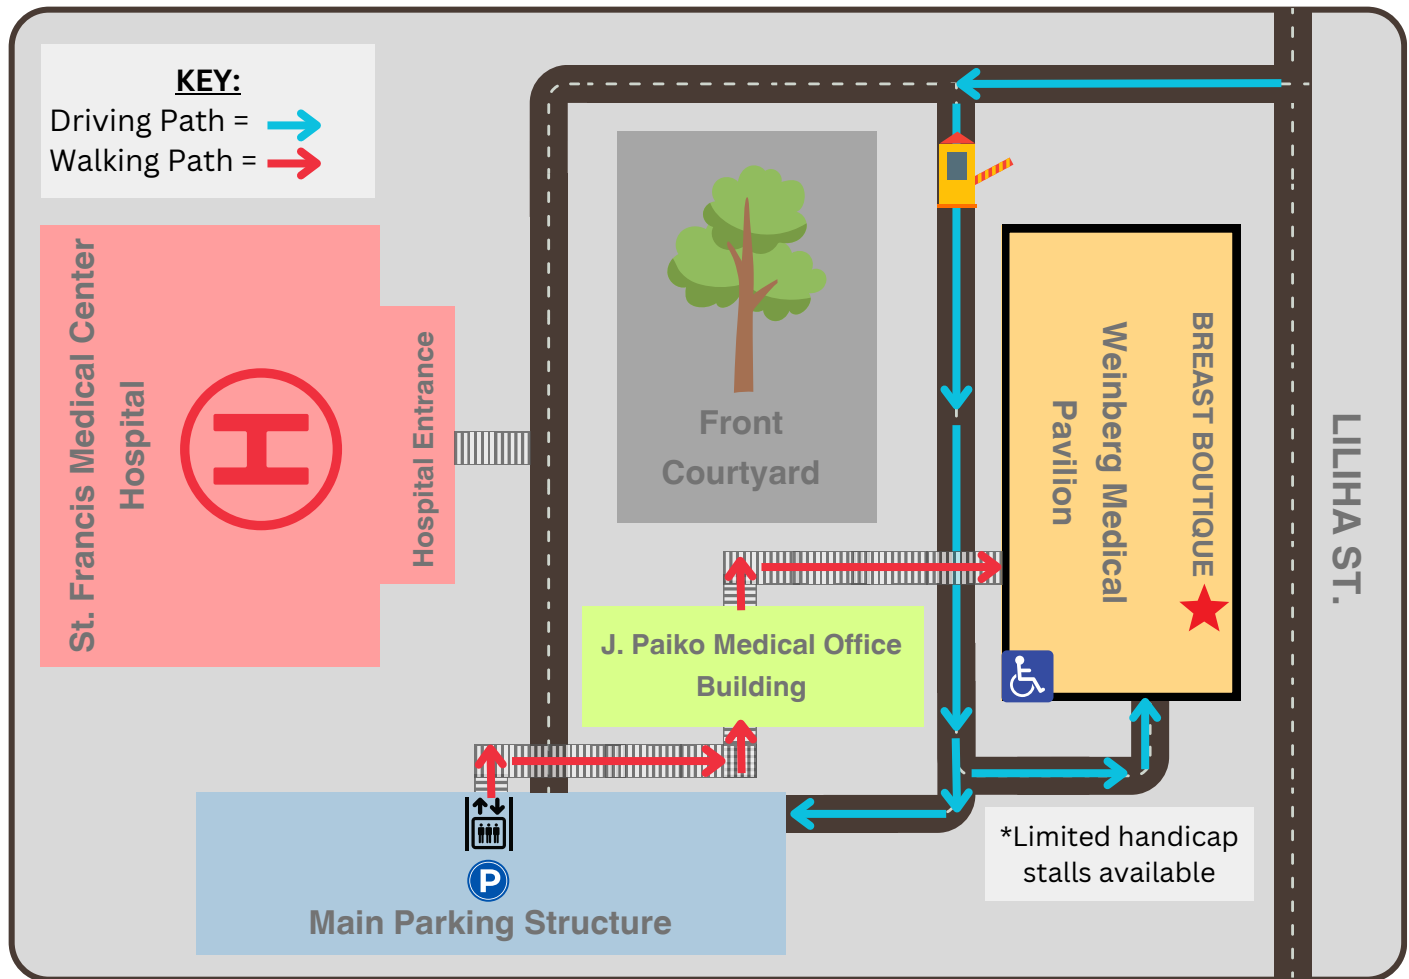 KEY:
Driving Path =
Walking Path =
St. Francis Medical Center
Hospital
H
Hospital Entrance
Front
Courtyard
BREAST BOUTIQUE
Weinberg Medical
Pavilion
LILIHA ST.
J. Paiko Medical Office
Building
*Limited handicap
stalls available
P
Main Parking Structure